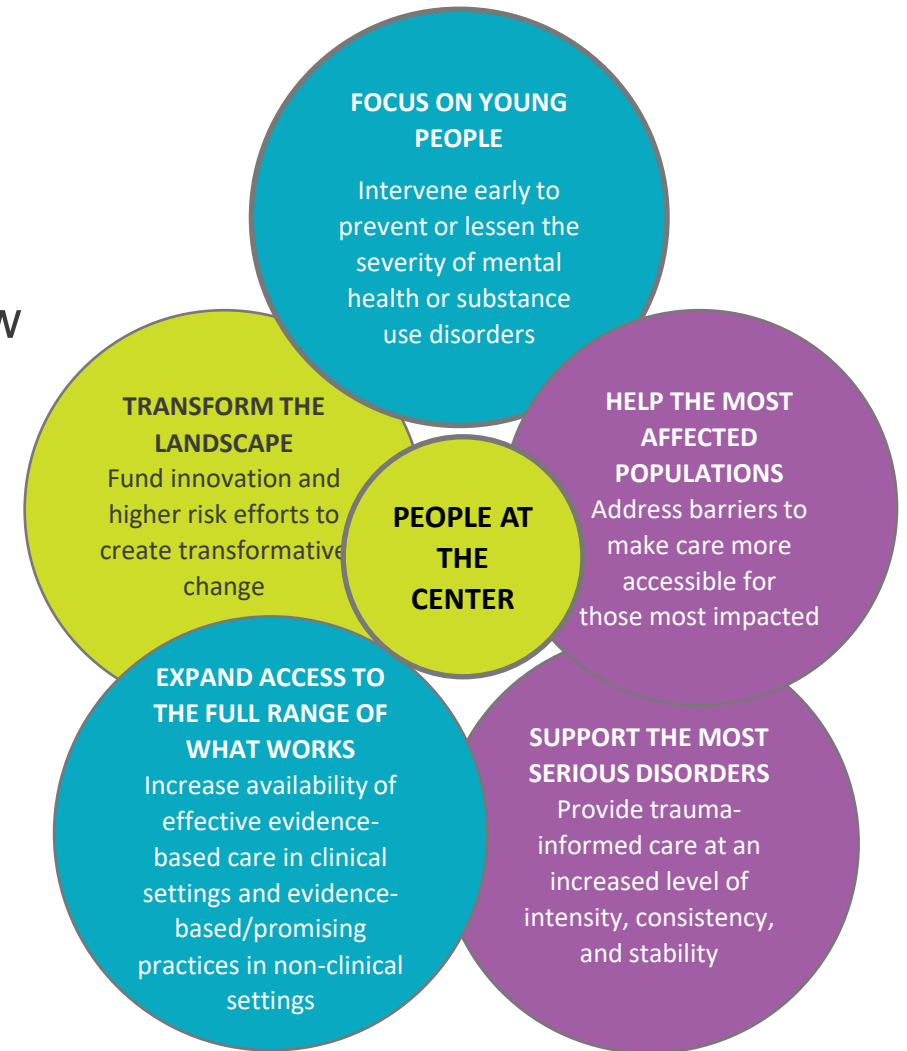 FOCUS ON YOUNG
PEOPLE
Intervene early to
prevent or lessen the
severity of mental
health or substance
use disorders
w
TRANSFORM THE
LANDSCAPE
Fund innovation and
higher risk efforts to
create transformative
change
PEOPLE AT
THE
CENTER
HELP THE MOST
AFFECTED
POPULATIONS
Address barriers to
make care more
accessible for
those most impacted
EXPAND ACCESS TO
THE FULL RANGE OF
WHAT WORKS
Increase availability of
effective evidence-
based care in clinical
settings and evidence-
based/promising
practices in non-clinical
settings
SUPPORT THE MOST
SERIOUS DISORDERS
Provide trauma-
informed care at an
increased level of
intensity, consistency,
and stability